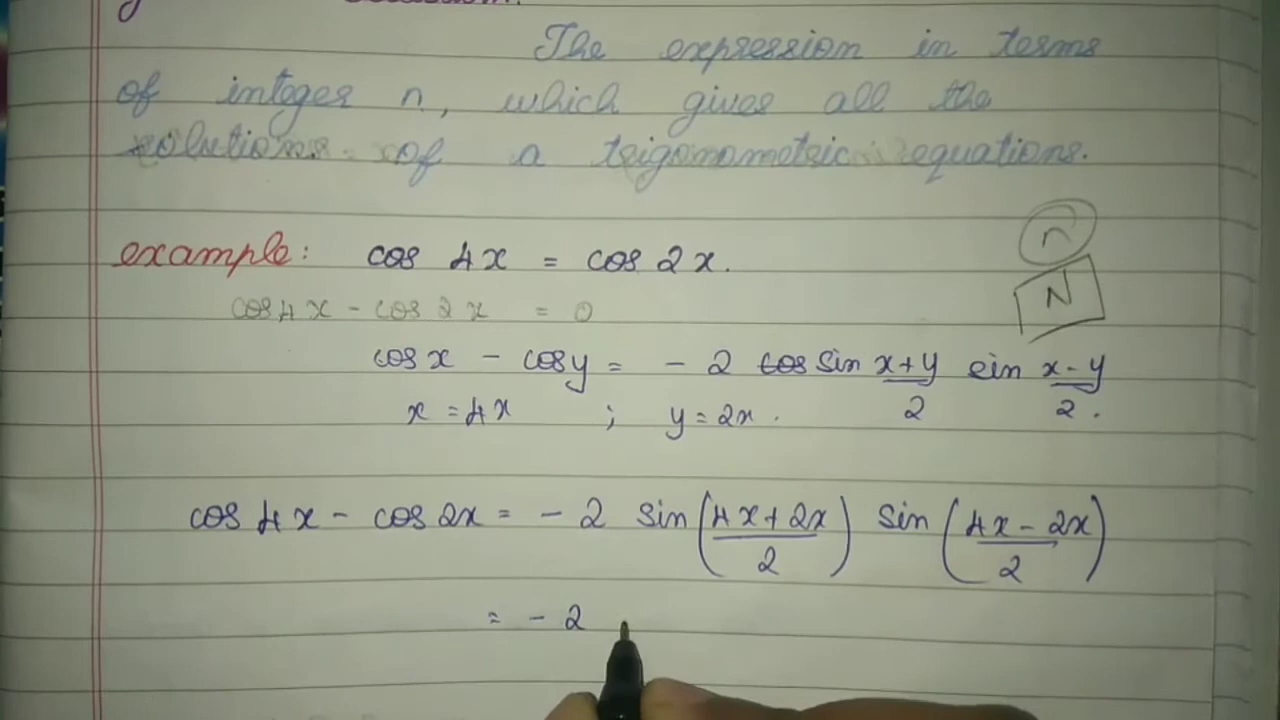 The expression in terms
of integer n, which gives all the
solutions of a trigonometric equations.
n
example: cos 4x = cos 2x.
N
cos 4x - cos 2x = 0
cos x - cos y = - 2 cos sin x+y/2 sin x-y/2.
x = 4x ; y = 2x.
cos 4x - cos 2x = - 2 sin (4x + 2x/2) sin (4x - 2x/2)
= - 2